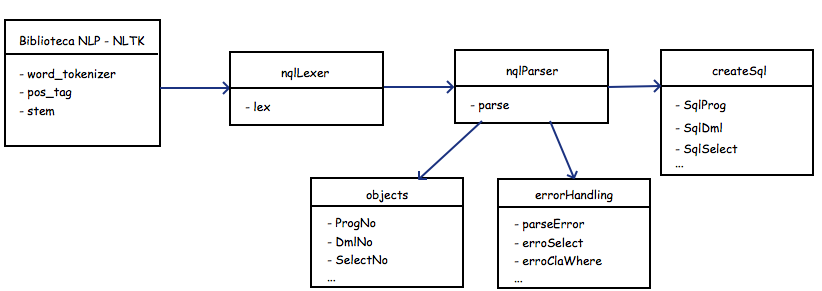 Biblioteca NLP - NLTK
- word_tokenizer
- pos_tag
- stem
nqlLexer
- lex
nqlParser
- parse
createSql
- SqlProg
- SqlDml
- SqlSelect
...
objects
- ProgNo
- DmlNo
- SelectNo
...
errorHandling
- parseError
- erroSelect
- erroClaWhere
...